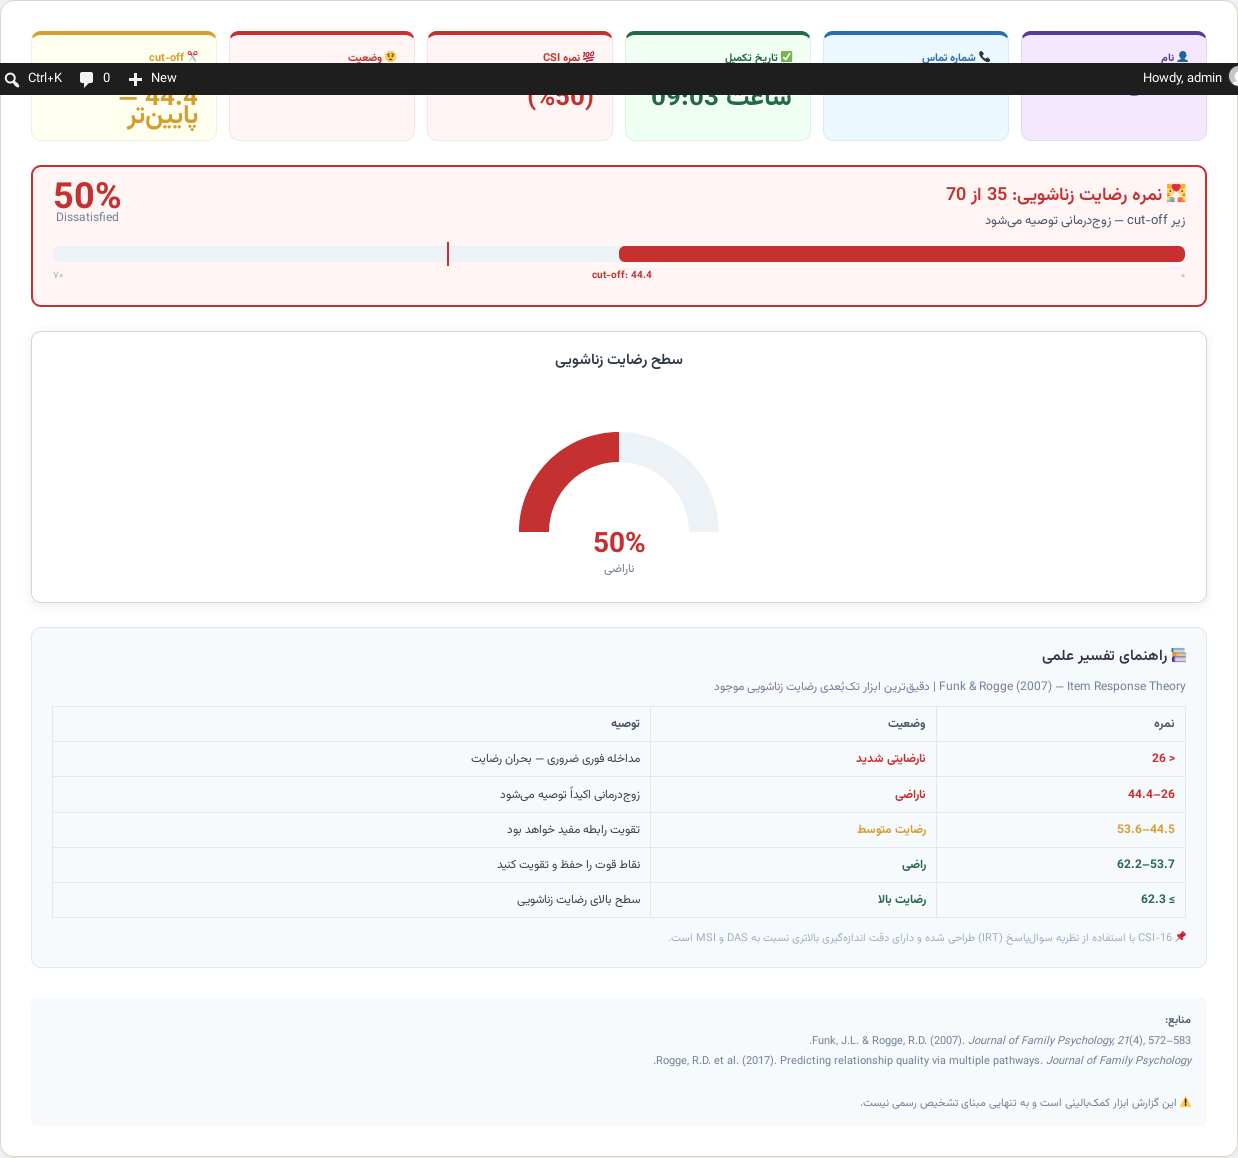 نام
شماره تماس
تاریخ تکمیل
نمره CSI
وضعیت
cut-off
Ctrl+K
0
New
Howdy, admin
ساعت 09:03
(50%)
44.4 —
پایین‌تر
نمره رضایت زناشویی: 35 از 70
50%
زیر cut-off — زوج‌درمانی توصیه می‌شود
Dissatisfied
۰
cut-off: 44.4
۷۰
سطح رضایت زناشویی
50%
ناراضی
راهنمای تفسیر علمی
Funk & Rogge (2007) — Item Response Theory | دقیق‌ترین ابزار تک‌بُعدی رضایت زناشویی موجود
نمره وضعیت توصیه
< 26 نارضایتی شدید مداخله فوری ضروری — بحران رضایت
26–44.4 ناراضی زوج‌درمانی اکیداً توصیه می‌شود
44.5–53.6 رضایت متوسط تقویت رابطه مفید خواهد بود
53.7–62.2 راضی نقاط قوت را حفظ و تقویت کنید
≥ 62.3 رضایت بالا سطح بالای رضایت زناشویی
CSI-16 با استفاده از نظریه سوال‌پاسخ (IRT) طراحی شده و دارای دقت اندازه‌گیری بالاتری نسبت به DAS و MSI است.
منابع:
Funk, J.L. & Rogge, R.D. (2007). Journal of Family Psychology, 21(4), 572–583.
Rogge, R.D. et al. (2017). Predicting relationship quality via multiple pathways. Journal of Family Psychology.
این گزارش ابزار کمک‌بالینی است و به تنهایی مبنای تشخیص رسمی نیست.